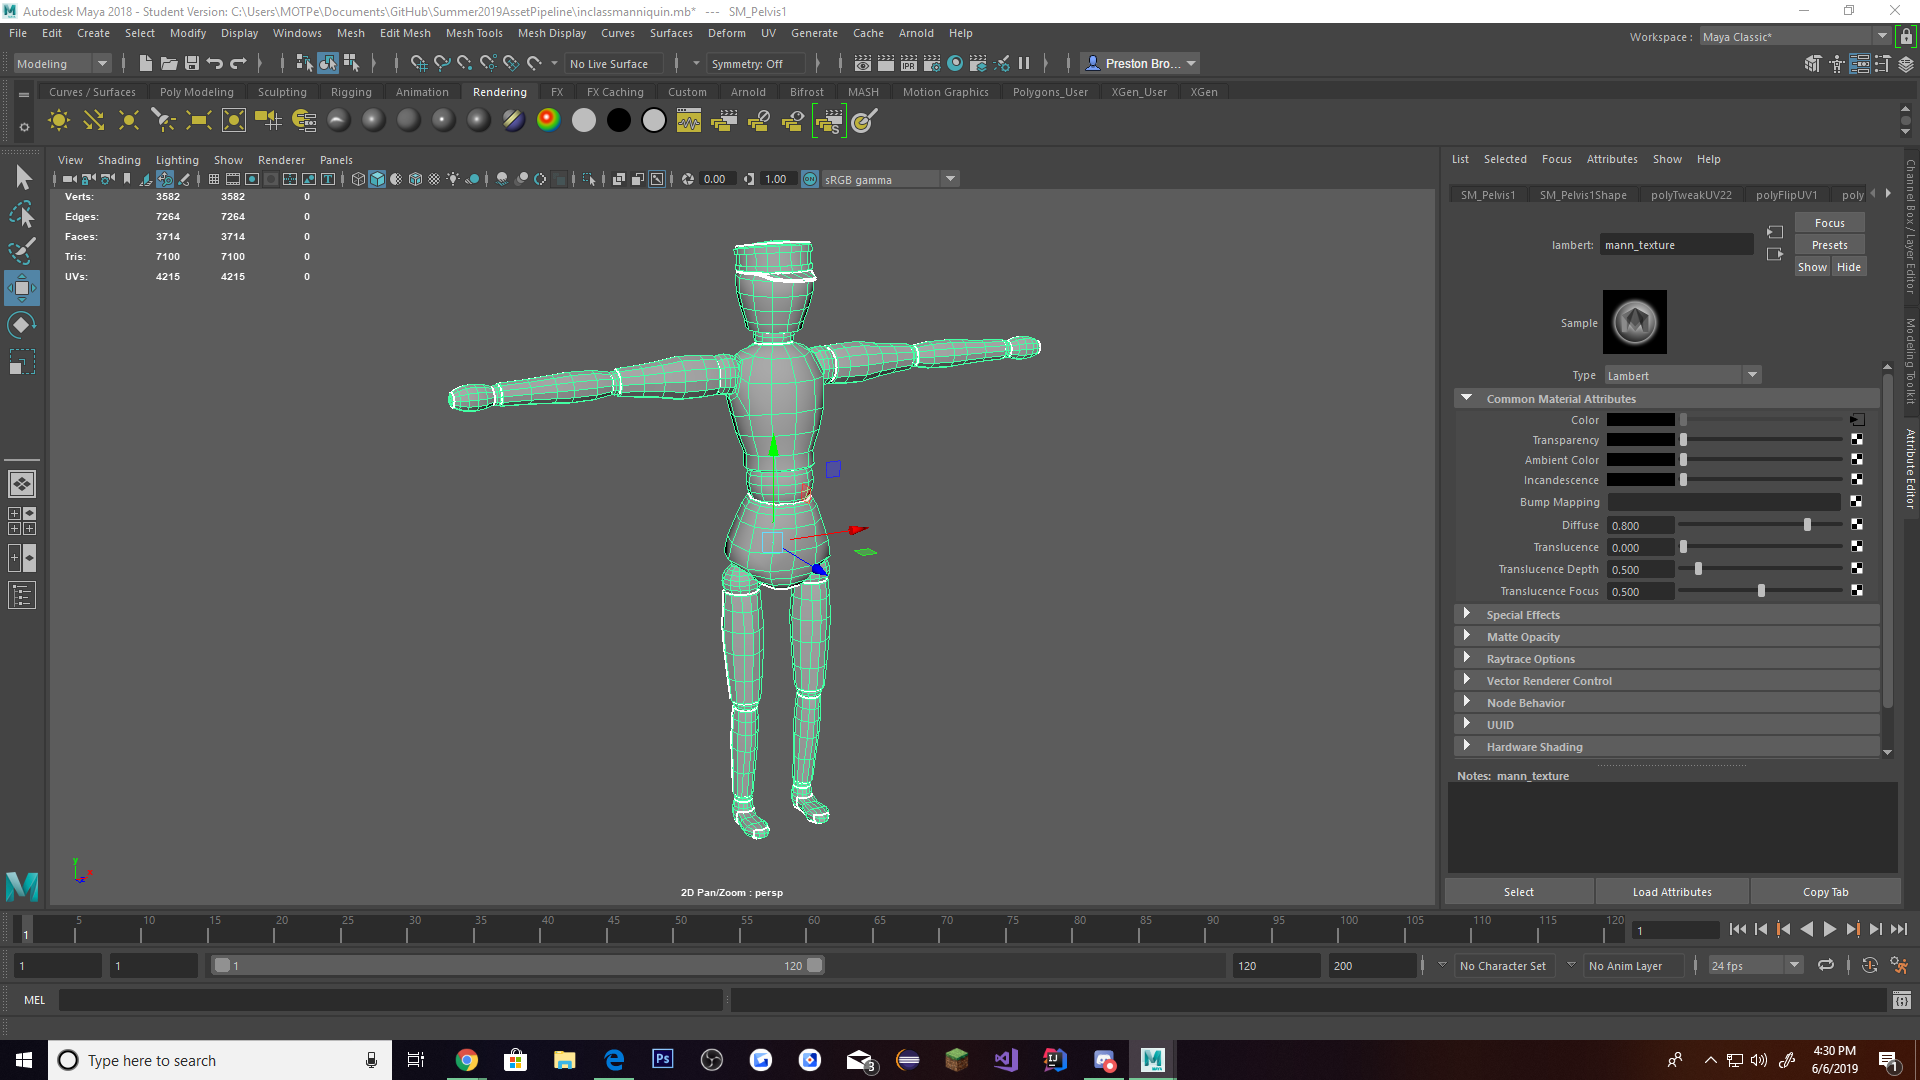 Autodesk Maya 2018 - Student Version: C:\Users\MOTPe\Documents\GitHub\Summer2019AssetPipeline\inclassmanniquin.mb* --- SM_Pelvis1
File Edit Create Select Modify Display Windows Mesh Edit Mesh Mesh Tools Mesh Display Curves Surfaces Deform UV Generate Cache Arnold Help
Workspace : Maya Classic*
Modeling No Live Surface Symmetry: Off Preston Bro...
Curves / Surfaces Poly Modeling Sculpting Rigging Animation Rendering FX FX Caching Custom Arnold Bifrost MASH Motion Graphics Polygons_User XGen_User XGen
View Shading Lighting Show Renderer Panels
0.00 1.00 sRGB gamma
Verts: 3582 3582 0
Edges: 7264 7264 0
Faces: 3714 3714 0
Tris: 7100 7100 0
UVs: 4215 4215 0
2D Pan/Zoom : persp
y
x
List Selected Focus Attributes Show Help
SM_Pelvis1 SM_Pelvis1Shape polyTweakUV22 polyFlipUV1 poly
lambert: mann_texture
Focus
Presets
Show Hide
Sample
Type Lambert
Common Material Attributes
Color
Transparency
Ambient Color
Incandescence
Bump Mapping
Diffuse 0.800
Translucence 0.000
Translucence Depth 0.500
Translucence Focus 0.500
Special Effects
Matte Opacity
Raytrace Options
Vector Renderer Control
Node Behavior
UUID
Hardware Shading
Notes: mann_texture
Select Load Attributes Copy Tab
Channel Box / Layer Editor
Modeling Toolkit
Attribute Editor
1 5 10 15 20 25 30 35 40 45 50 55 60 65 70 75 80 85 90 95 100 105 110 115 120 1
1 1 1 120 120 200 No Character Set No Anim Layer 24 fps
MEL
Type here to search
3
4:30 PM
6/6/2019
1